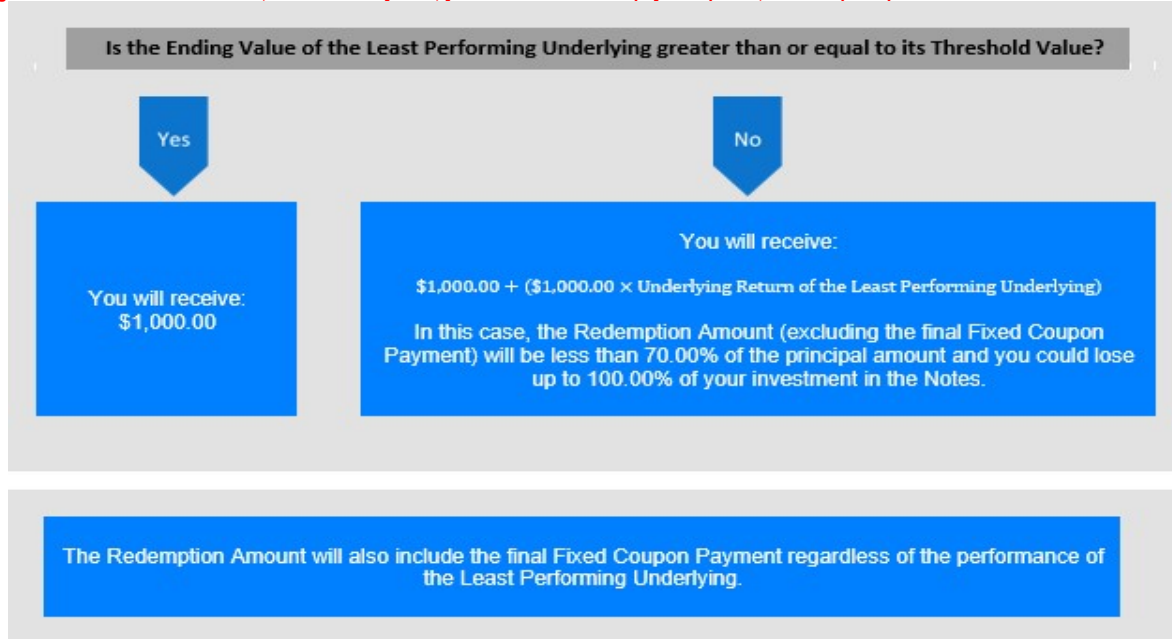 Is the Ending Value of the Least Performing Underlying greater than or equal to its Threshold Value?
Yes
No
You will receive:
$1,000.00
You will receive:
$1,000.00 + ($1,000.00 × Underlying Return of the Least Performing Underlying)
In this case, the Redemption Amount (excluding the final Fixed Coupon
Payment) will be less than 70.00% of the principal amount and you could lose
up to 100.00% of your investment in the Notes.
The Redemption Amount will also include the final Fixed Coupon Payment regardless of the performance of
the Least Performing Underlying.